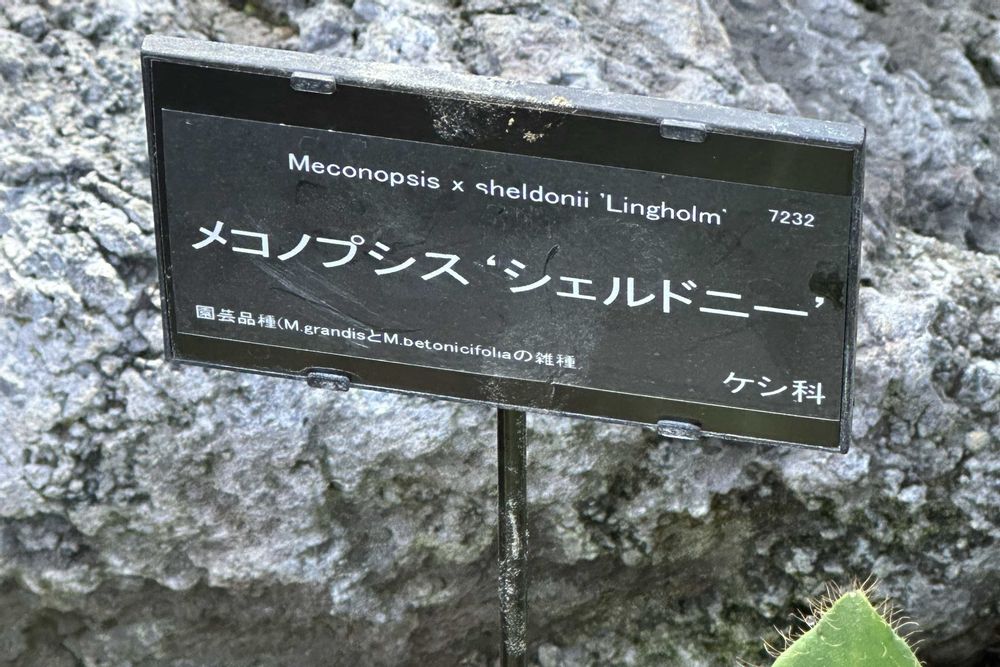 Meconopsis x sheldonii 'Lingholm' 7232
メコノプシス‘シェルドニー’
園芸品種(M.grandisとM.betonicifoliaの雑種
ケシ科